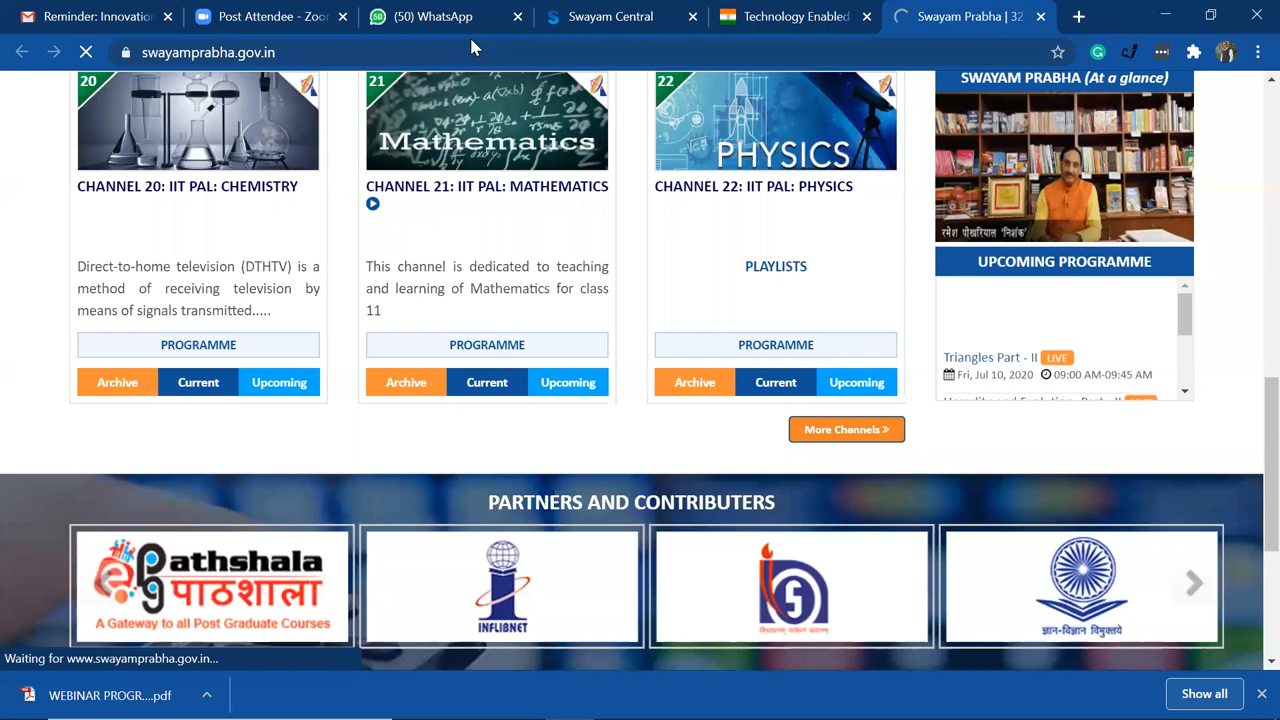 Reminder: Innovation
Post Attendee - Zoom
(50) WhatsApp
Swayam Central
Technology Enabled
Swayam Prabha | 32
swayamprabha.gov.in
20
21
22
Mathematics
PHYSICS
SWAYAM PRABHA (At a glance)
CHANNEL 20: IIT PAL: CHEMISTRY
CHANNEL 21: IIT PAL: MATHEMATICS
CHANNEL 22: IIT PAL: PHYSICS
रमेश पोखरियाल 'निशंक'
Direct-to-home television (DTHTV) is a
method of receiving television by
means of signals transmitted.....
This channel is dedicated to teaching
and learning of Mathematics for class
11
PLAYLISTS
UPCOMING PROGRAMME
PROGRAMME
PROGRAMME
PROGRAMME
Triangles Part - II LIVE
Fri, Jul 10, 2020 09:00 AM-09:45 AM
Archive Current Upcoming
Archive Current Upcoming
Archive Current Upcoming
More Channels »
PARTNERS AND CONTRIBUTERS
Pathshala
पाठशाला
A Gateway to all Post Graduate Courses
INFLIBNET
ज्ञान-विज्ञान विमुक्तये
Waiting for www.swayamprabha.gov.in...
WEBINAR PROGR....pdf
Show all